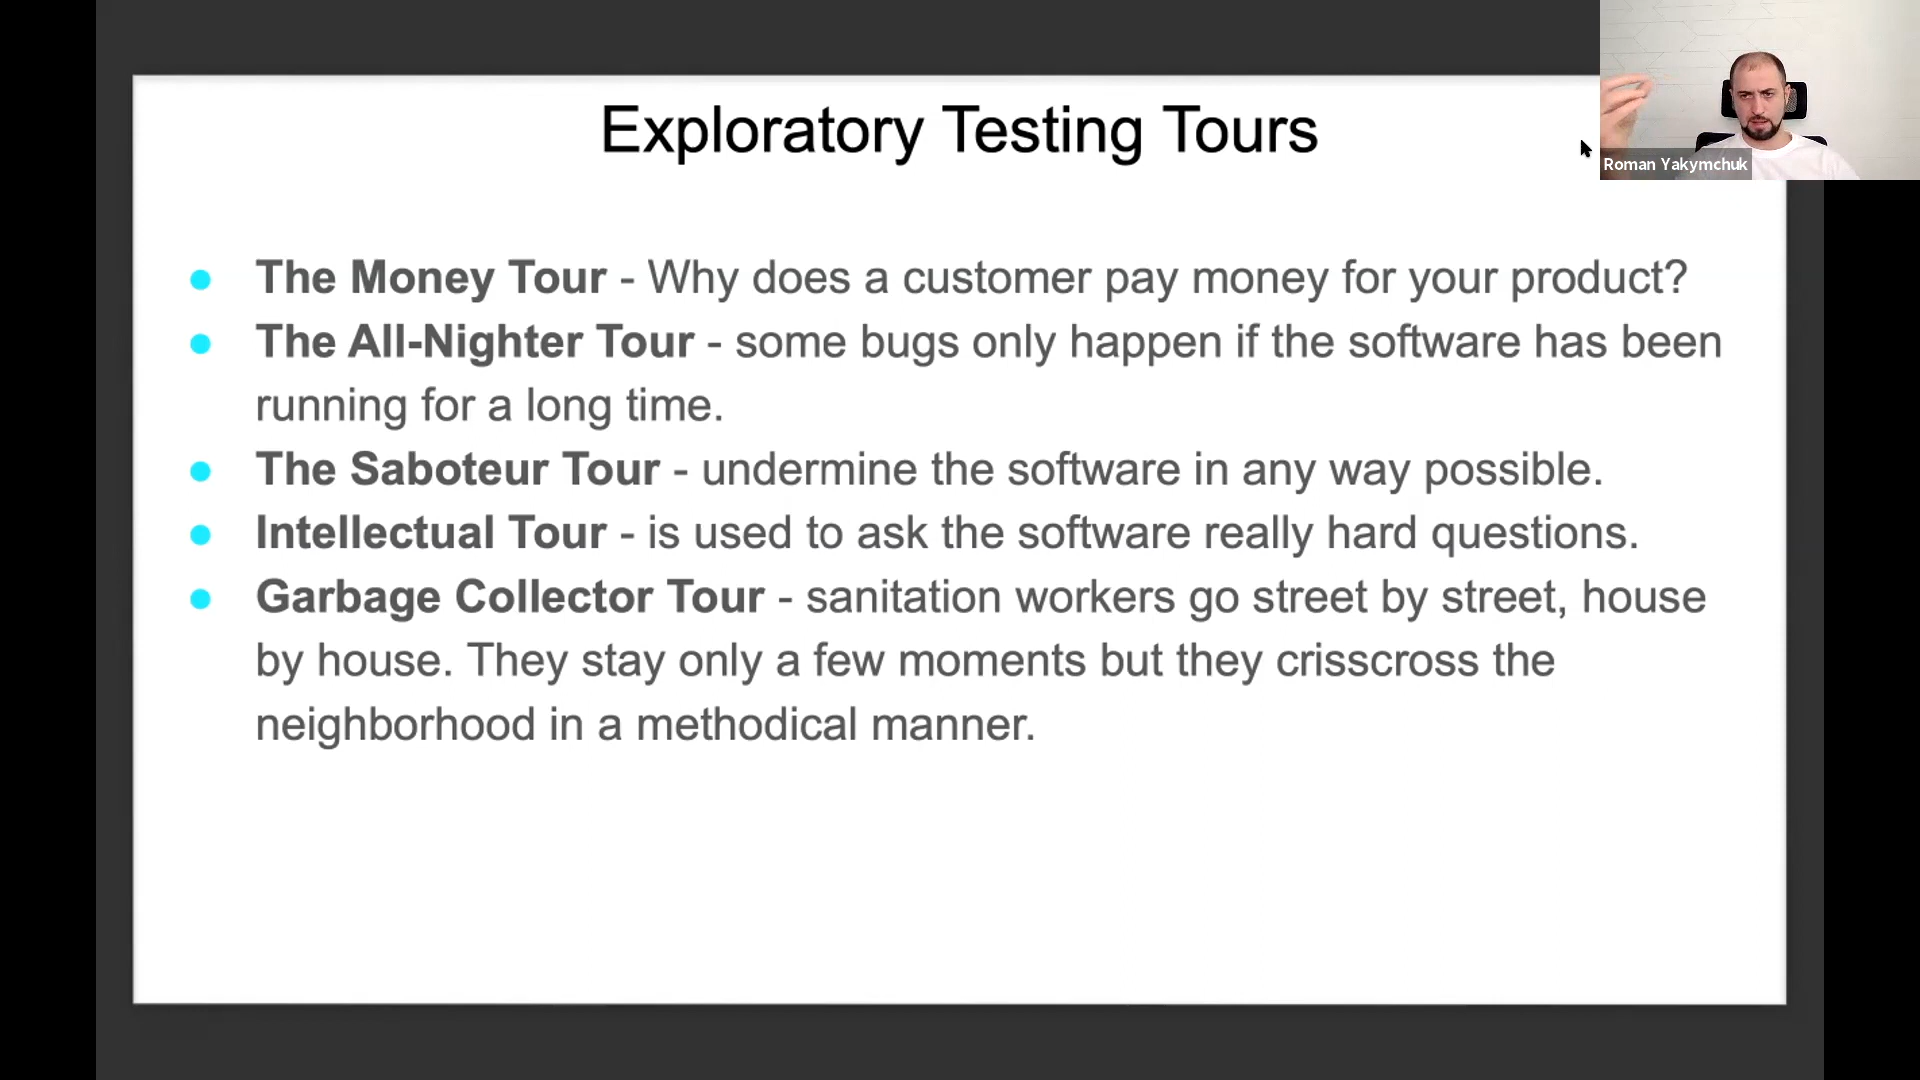 Exploratory Testing Tours
Roman Yakymchuk
● The Money Tour - Why does a customer pay money for your product?
● The All-Nighter Tour - some bugs only happen if the software has been
running for a long time.
● The Saboteur Tour - undermine the software in any way possible.
● Intellectual Tour - is used to ask the software really hard questions.
● Garbage Collector Tour - sanitation workers go street by street, house
by house. They stay only a few moments but they crisscross the
neighborhood in a methodical manner.